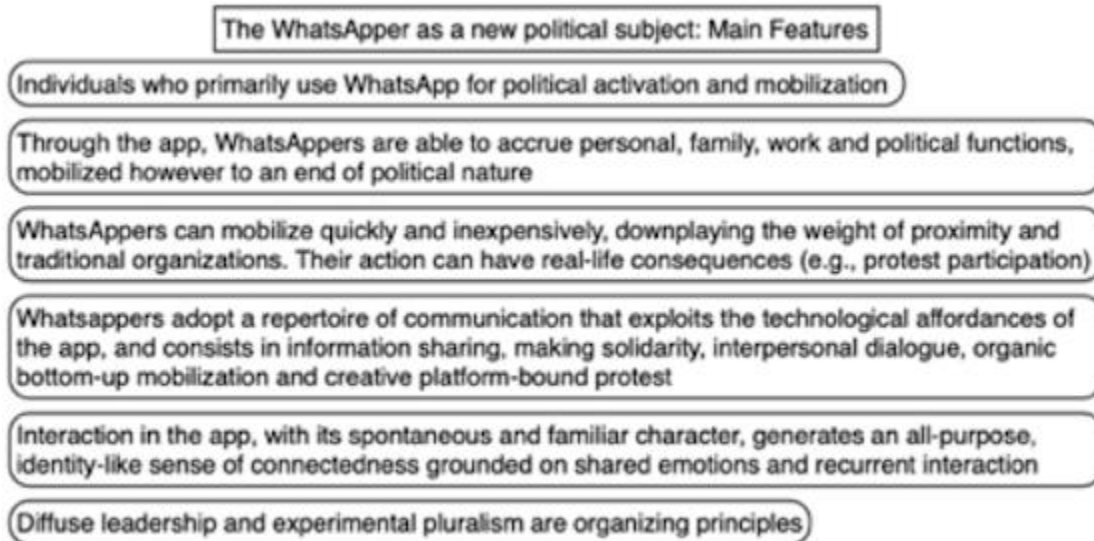 The WhatsApper as a new political subject: Main Features
Individuals who primarily use WhatsApp for political activation and mobilization
Through the app, WhatsAppers are able to accrue personal, family, work and political functions,
mobilized however to an end of political nature
WhatsAppers can mobilize quickly and inexpensively, downplaying the weight of proximity and
traditional organizations. Their action can have real-life consequences (e.g., protest participation)
Whatsappers adopt a repertoire of communication that exploits the technological affordances of
the app, and consists in information sharing, making solidarity, interpersonal dialogue, organic
bottom-up mobilization and creative platform-bound protest
Interaction in the app, with its spontaneous and familiar character, generates an all-purpose,
identity-like sense of connectedness grounded on shared emotions and recurrent interaction
Diffuse leadership and experimental pluralism are organizing principles